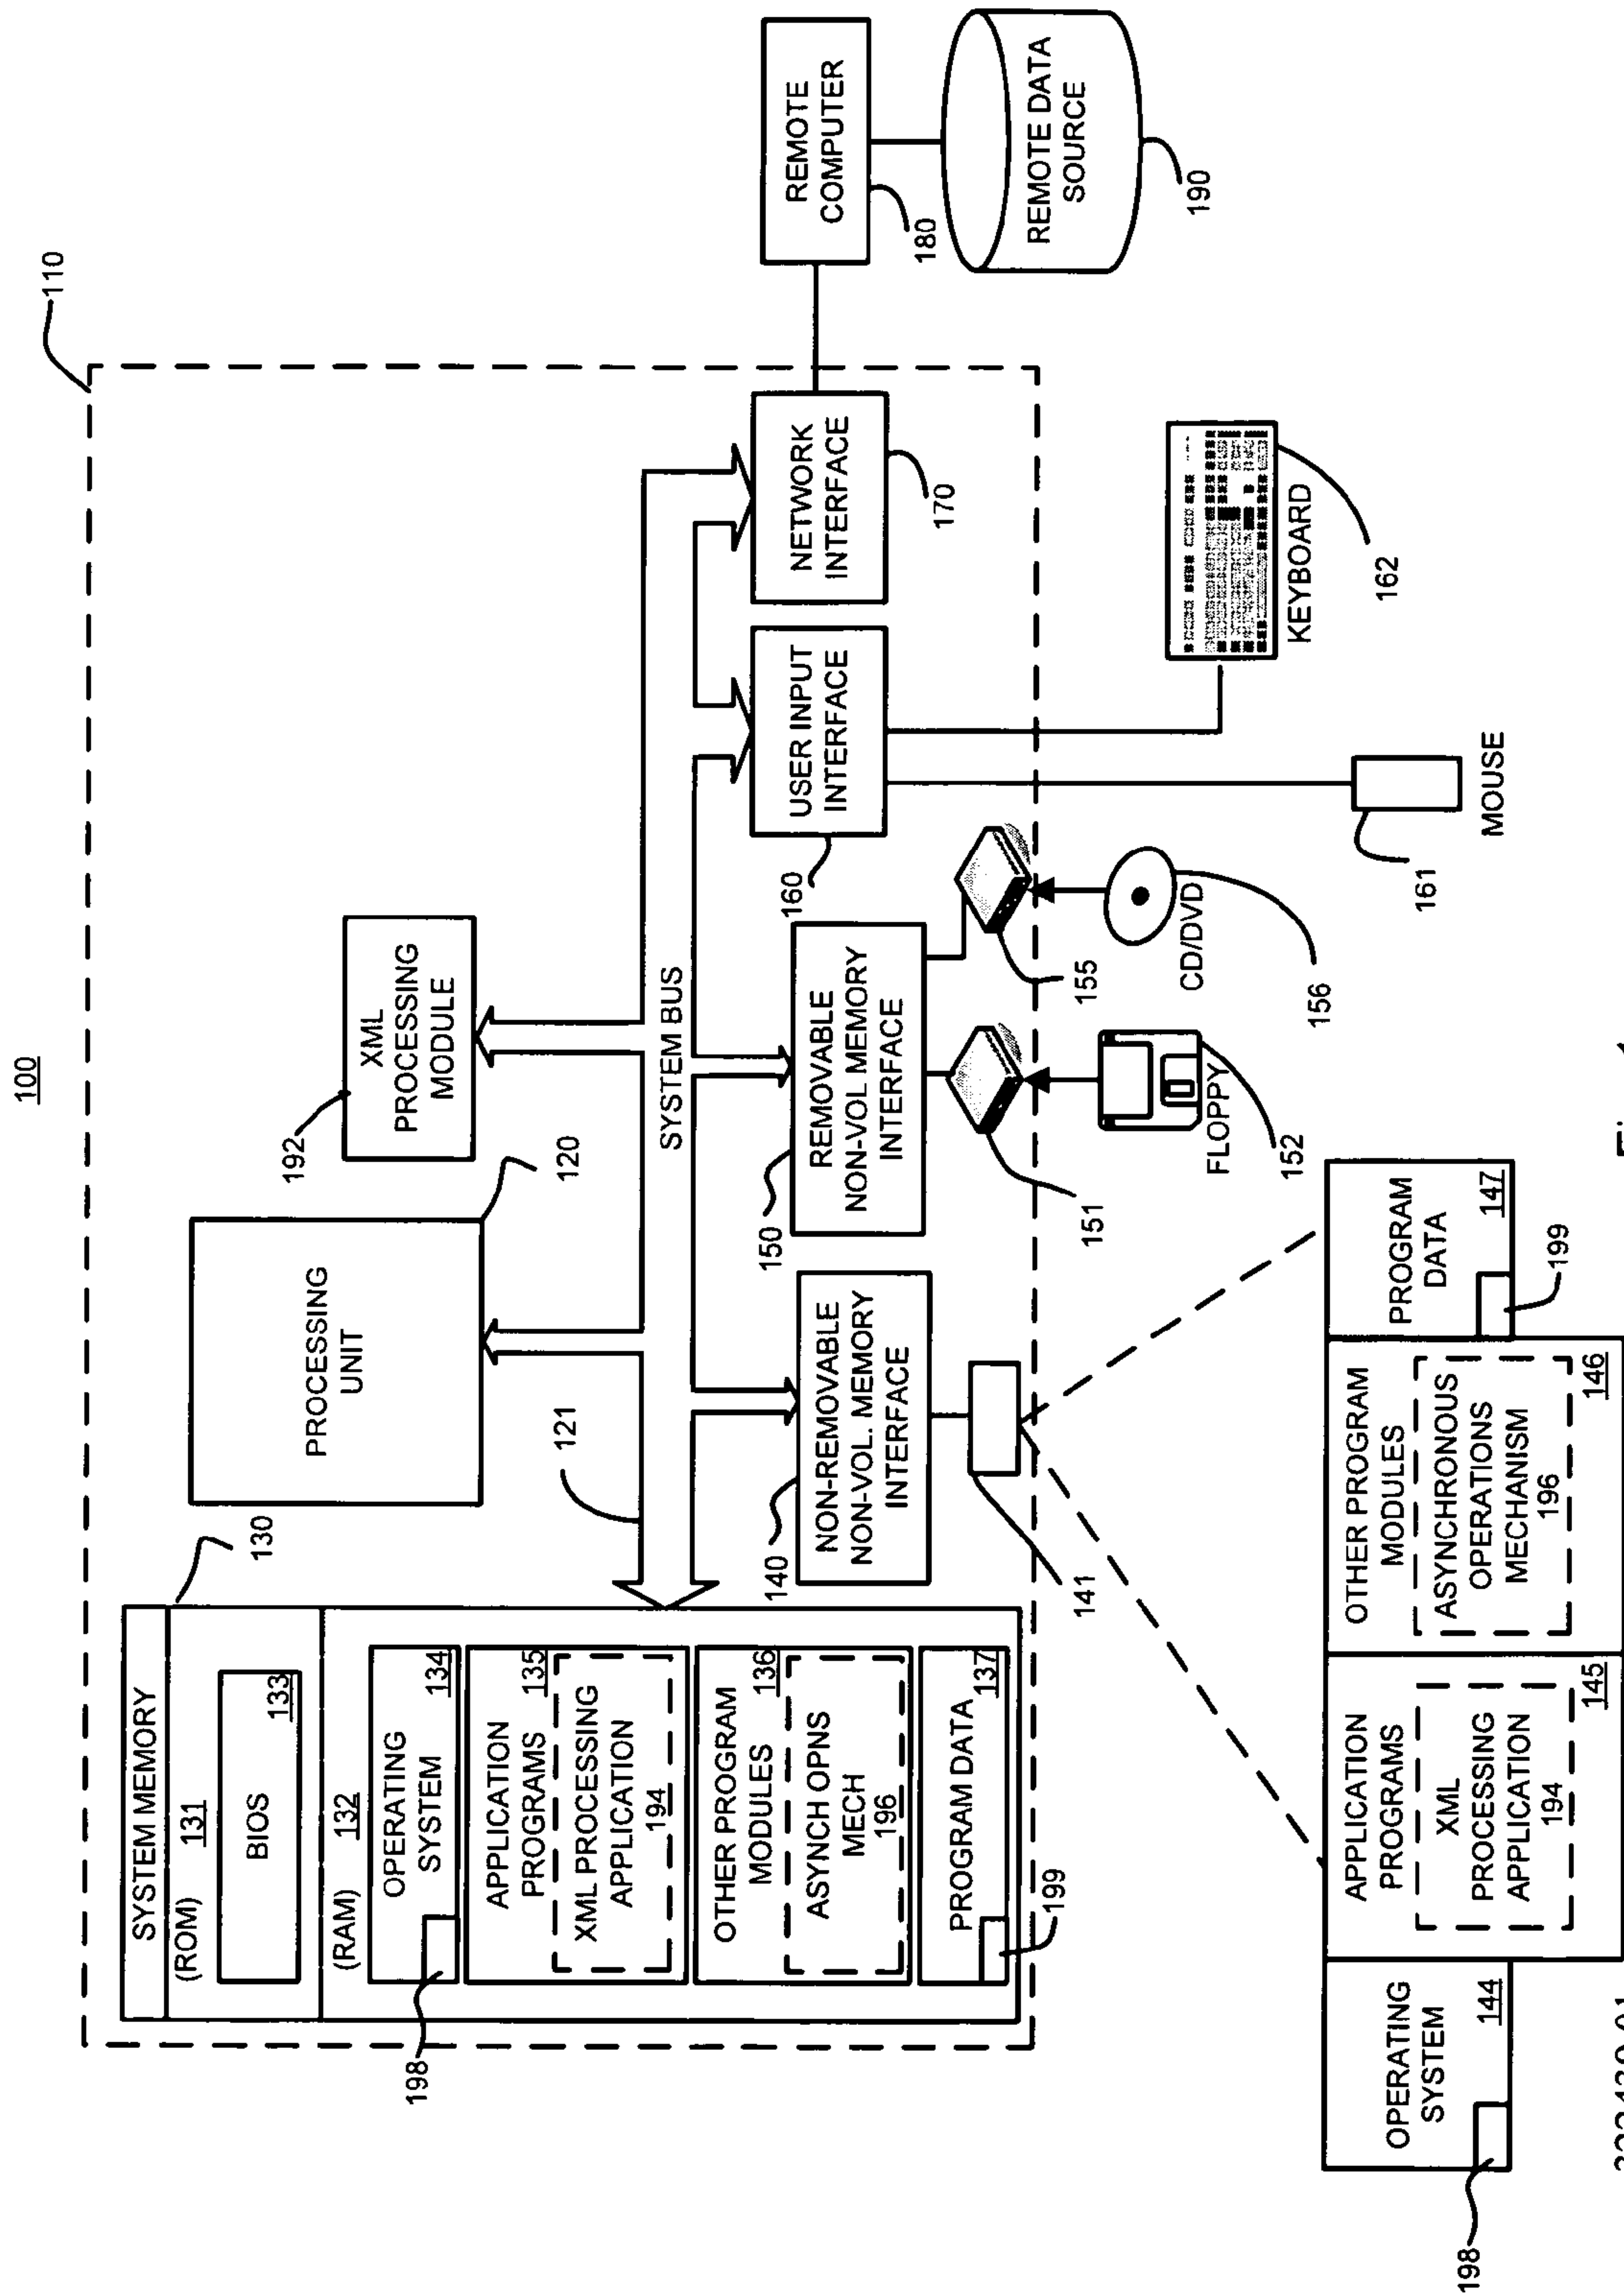 100
110
SYSTEM MEMORY
(ROM) 131
BIOS
133
130
(RAM) 132
OPERATING
SYSTEM
134
198
APPLICATION
PROGRAMS
135
XML PROCESSING
APPLICATION
194
OTHER PROGRAM
MODULES
136
ASYNCH OPNS
MECH
196
PROGRAM DATA
137
199
PROCESSING
UNIT
120
121
192
XML
PROCESSING
MODULE
SYSTEM BUS
140
NON-REMOVABLE
NON-VOL. MEMORY
INTERFACE
141
150
REMOVABLE
NON-VOL MEMORY
INTERFACE
151
155
FLOPPY
152
CD/DVD
156
160
USER INPUT
INTERFACE
NETWORK
INTERFACE
170
REMOTE
COMPUTER
180
REMOTE DATA
SOURCE
190
161
MOUSE
KEYBOARD
162
OPERATING
SYSTEM
144
198
APPLICATION
PROGRAMS
XML
PROCESSING
APPLICATION
194
145
OTHER PROGRAM
MODULES
ASYNCHRONOUS
OPERATIONS
MECHANISM
196
146
PROGRAM
DATA
147
199